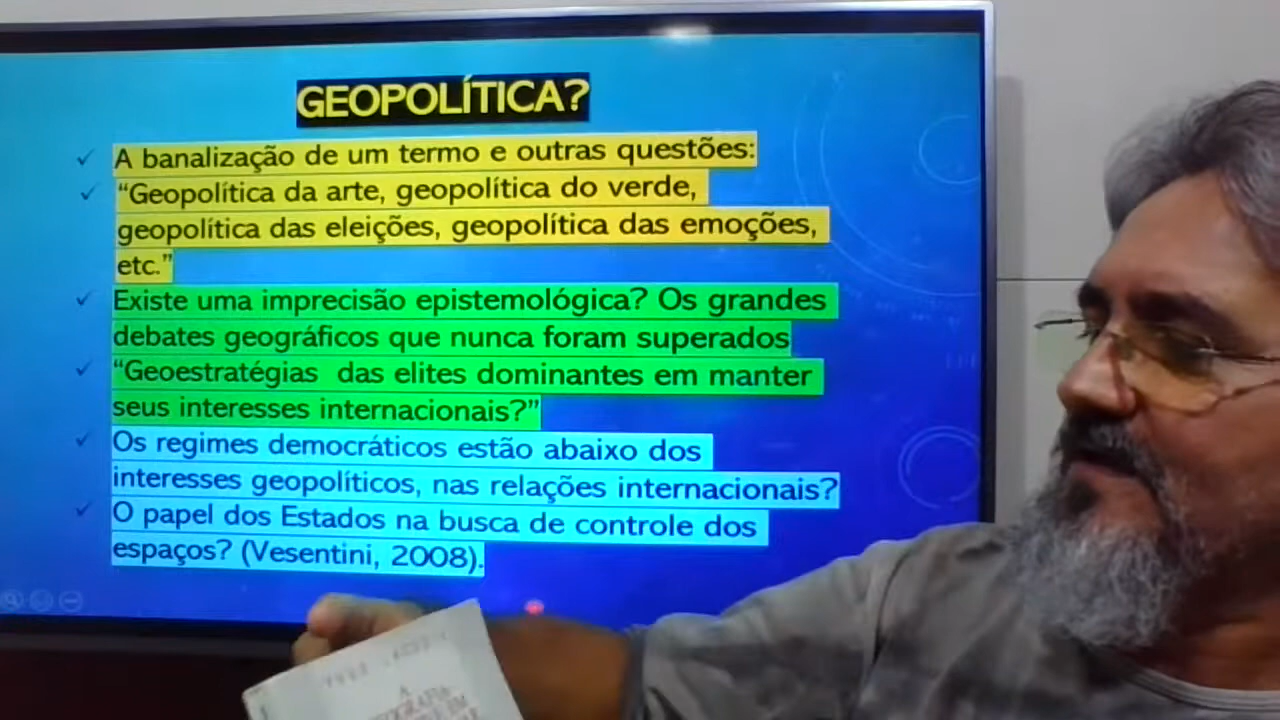 GEOPOLÍTICA?
A banalização de um termo e outras questões:
“Geopolítica da arte, geopolítica do verde,
geopolítica das eleições, geopolítica das emoções,
etc.”
Existe uma imprecisão epistemológica? Os grandes
debates geográficos que nunca foram superados
“Geoestratégias das elites dominantes em manter
seus interesses internacionais?”
Os regimes democráticos estão abaixo dos
interesses geopolíticos, nas relações internacionais?
O papel dos Estados na busca de controle dos
espaços? (Vesentini, 2008).
A